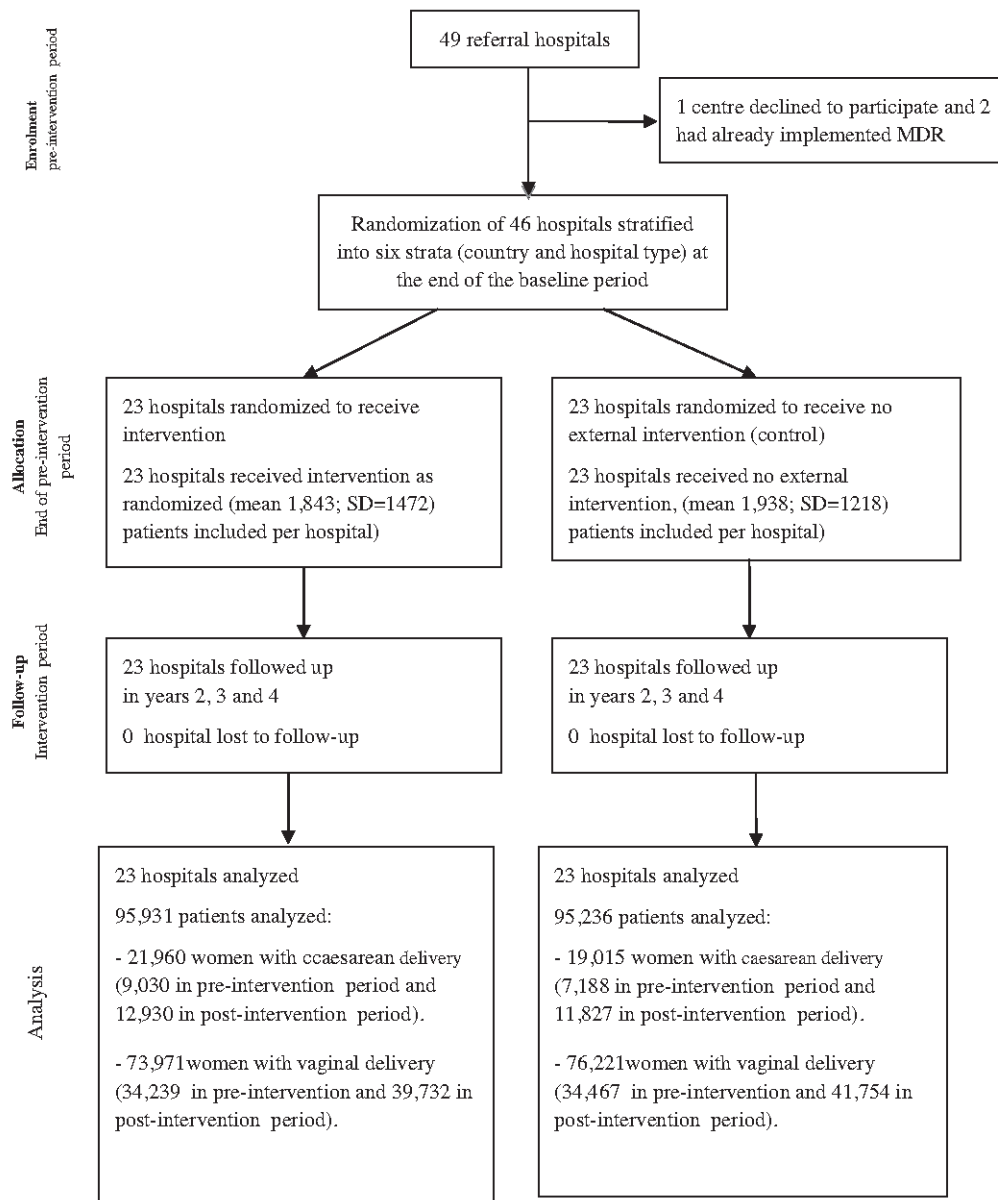 49 referral hospitals
Enrolment
pre-intervention period
1 centre declined to participate and 2
had already implemented MDR
Randomization of 46 hospitals stratified
into six strata (country and hospital type) at
the end of the baseline period
Allocation
End of pre-intervention
period
23 hospitals randomized to receive
intervention
23 hospitals received intervention as
randomized (mean 1,843; SD=1472)
patients included per hospital)
23 hospitals randomized to receive no
external intervention (control)
23 hospitals received no external
intervention, (mean 1,938; SD=1218)
patients included per hospital)
Follow-up
Intervention period
23 hospitals followed up
in years 2, 3 and 4
0 hospital lost to follow-up
23 hospitals followed up
in years 2, 3 and 4
0 hospital lost to follow-up
Analysis
23 hospitals analyzed
95,931 patients analyzed:
- 21,960 women with ccaesarean delivery
(9,030 in pre-intervention period and
12,930 in post-intervention period).
- 73,971women with vaginal delivery
(34,239 in pre-intervention and 39,732 in
post-intervention period).
23 hospitals analyzed
95,236 patients analyzed:
- 19,015 women with caesarean delivery
(7,188 in pre-intervention period and
11,827 in post-intervention period).
- 76,221women with vaginal delivery
(34,467 in pre-intervention and 41,754 in
post-intervention period).